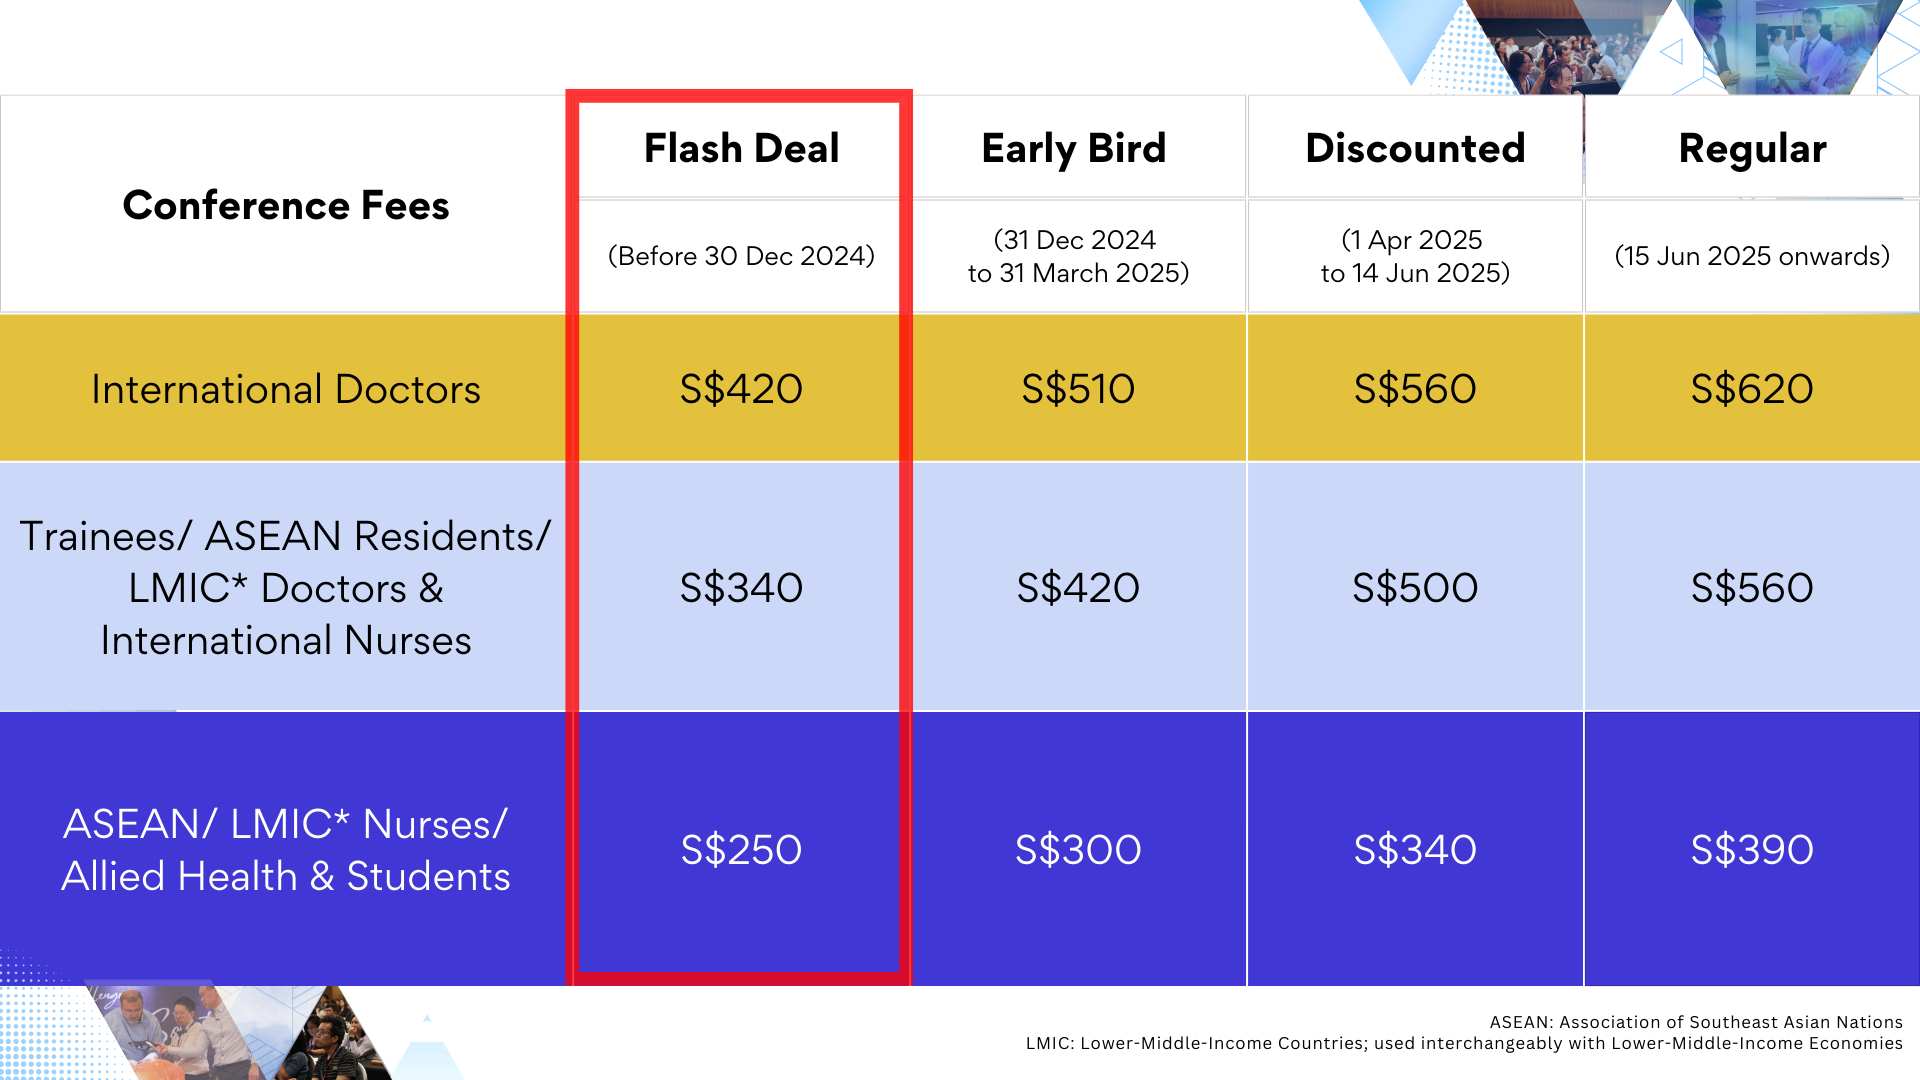 Conference Fees
Flash Deal
Early Bird
Discounted
Regular
(Before 30 Dec 2024)
(31 Dec 2024
to 31 March 2025)
(1 Apr 2025
to 14 Jun 2025)
(15 Jun 2025 onwards)
International Doctors
S$420
S$510
S$560
S$620
Trainees/ ASEAN Residents/
LMIC* Doctors &
International Nurses
S$340
S$420
S$500
S$560
ASEAN/ LMIC* Nurses/
Allied Health & Students
S$250
S$300
S$340
S$390
ASEAN: Association of Southeast Asian Nations
LMIC: Lower-Middle-Income Countries; used interchangeably with Lower-Middle-Income Economies